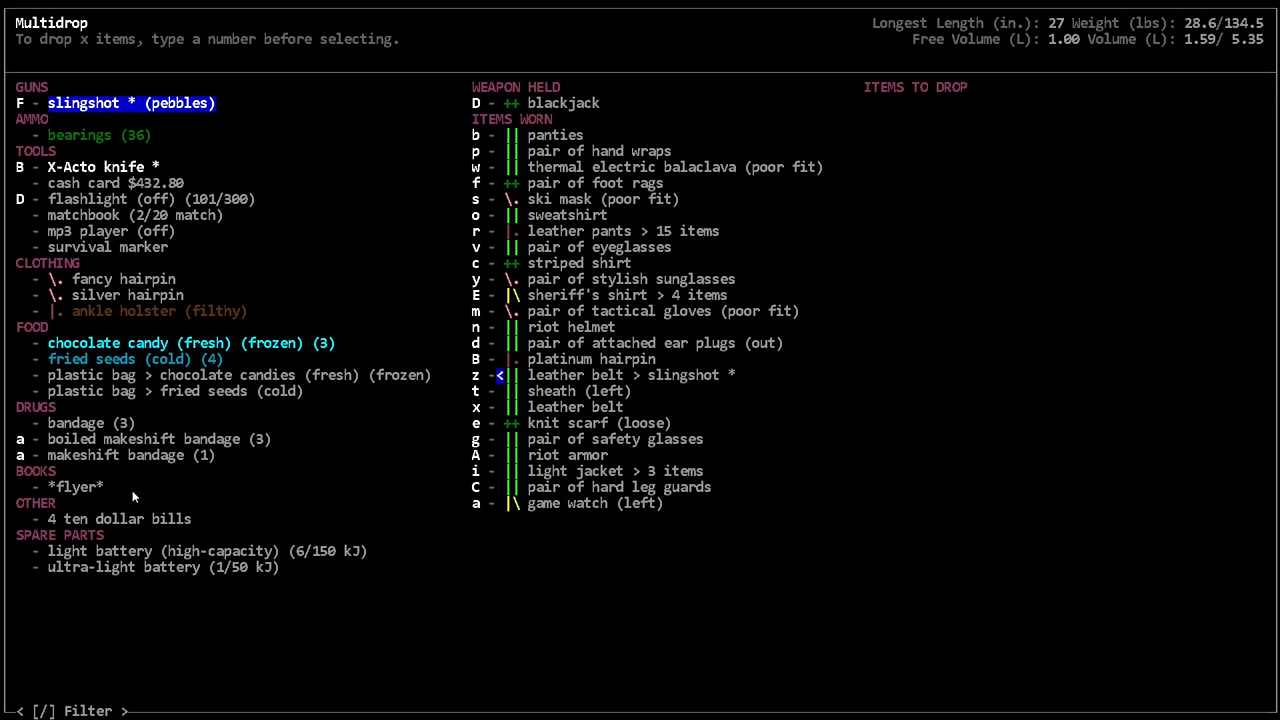 Multidrop
To drop x items, type a number before selecting.
Longest Length (in.): 27 Weight (lbs): 28.6/134.5
Free Volume (L): 1.00 Volume (L): 1.59/ 5.35
GUNS
F - slingshot * (pebbles)
AMMO
- bearings (36)
TOOLS
B - X-Acto knife *
- cash card $432.80
D - flashlight (off) (101/300)
- matchbook (2/20 match)
- mp3 player (off)
- survival marker
CLOTHING
- \. fancy hairpin
- \. silver hairpin
- |. ankle holster (filthy)
FOOD
- chocolate candy (fresh) (frozen) (3)
- fried seeds (cold) (4)
- plastic bag > chocolate candies (fresh) (frozen)
- plastic bag > fried seeds (cold)
DRUGS
- bandage (3)
a - boiled makeshift bandage (3)
a - makeshift bandage (1)
BOOKS
- *flyer*
OTHER
- 4 ten dollar bills
SPARE PARTS
- light battery (high-capacity) (6/150 kJ)
- ultra-light battery (1/50 kJ)
WEAPON HELD
D - ++ blackjack
ITEMS WORN
b - || panties
p - || pair of hand wraps
w - || thermal electric balaclava (poor fit)
f - ++ pair of foot rags
s - \. ski mask (poor fit)
o - || sweatshirt
r - |. leather pants > 15 items
v - || pair of eyeglasses
c - ++ striped shirt
y - \. pair of stylish sunglasses
E - |\ sheriff's shirt > 4 items
m - \. pair of tactical gloves (poor fit)
n - || riot helmet
d - || pair of attached ear plugs (out)
B - |. platinum hairpin
z -<|| leather belt > slingshot *
t - || sheath (left)
x - || leather belt
e - ++ knit scarf (loose)
g - || pair of safety glasses
A - || riot armor
i - || light jacket > 3 items
C - || pair of hard leg guards
a - |\ game watch (left)
ITEMS TO DROP
< [/] Filter >